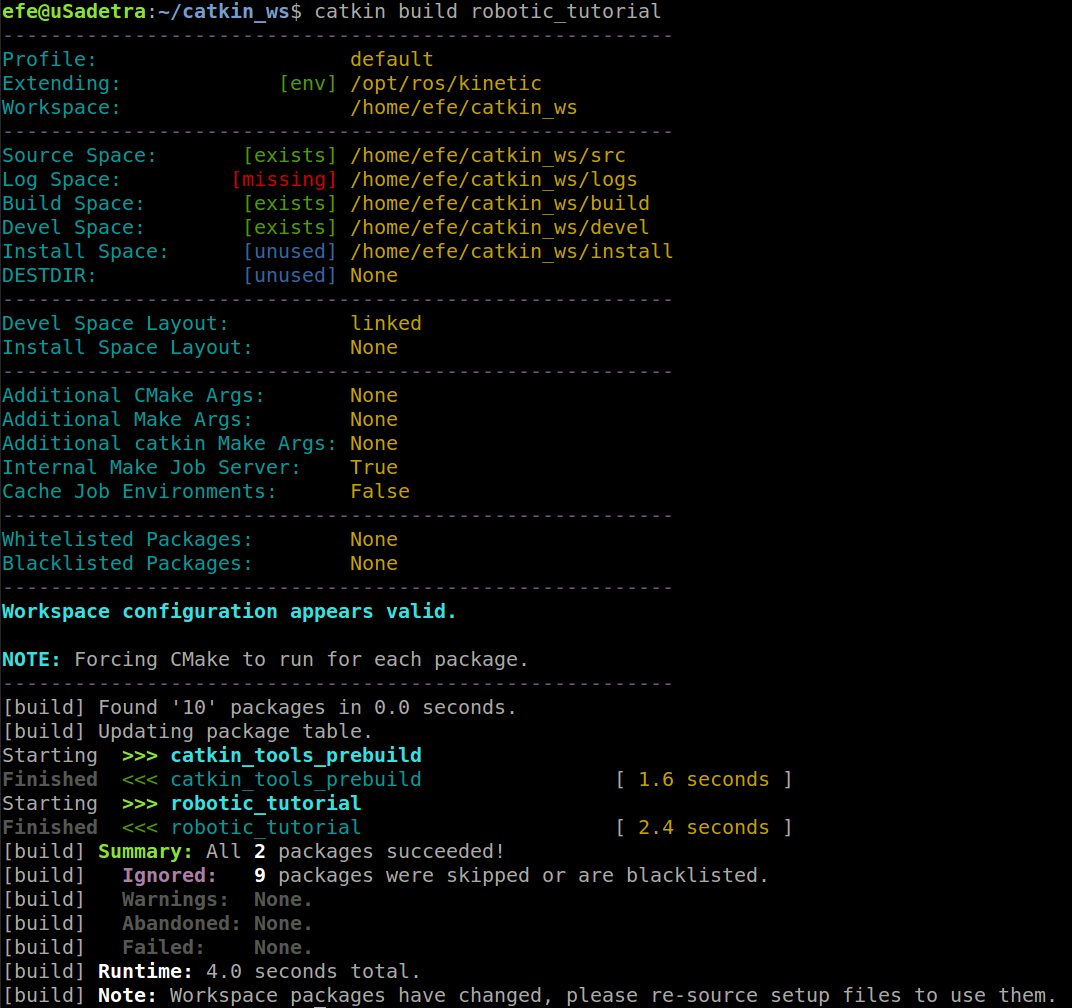 efe@uSadetra:~/catkin_ws$ catkin build robotic_tutorial
--------------------------------------------------------
Profile:                     default
Extending:             [env] /opt/ros/kinetic
Workspace:                   /home/efe/catkin_ws
--------------------------------------------------------
Source Space:       [exists] /home/efe/catkin_ws/src
Log Space:         [missing] /home/efe/catkin_ws/logs
Build Space:        [exists] /home/efe/catkin_ws/build
Devel Space:        [exists] /home/efe/catkin_ws/devel
Install Space:      [unused] /home/efe/catkin_ws/install
DESTDIR:            [unused] None
--------------------------------------------------------
Devel Space Layout:          linked
Install Space Layout:        None
--------------------------------------------------------
Additional CMake Args:       None
Additional Make Args:        None
Additional catkin Make Args: None
Internal Make Job Server:    True
Cache Job Environments:      False
--------------------------------------------------------
Whitelisted Packages:        None
Blacklisted Packages:        None
--------------------------------------------------------
Workspace configuration appears valid.

NOTE: Forcing CMake to run for each package.
--------------------------------------------------------
[build] Found '10' packages in 0.0 seconds.
[build] Updating package table.
Starting  >>> catkin_tools_prebuild
Finished  <<< catkin_tools_prebuild                [ 1.6 seconds ]
Starting  >>> robotic_tutorial
Finished  <<< robotic_tutorial                     [ 2.4 seconds ]
[build] Summary: All 2 packages succeeded!
[build]   Ignored:   9 packages were skipped or are blacklisted.
[build]   Warnings:  None.
[build]   Abandoned: None.
[build]   Failed:    None.
[build] Runtime: 4.0 seconds total.
[build] Note: Workspace packages have changed, please re-source setup files to use them.